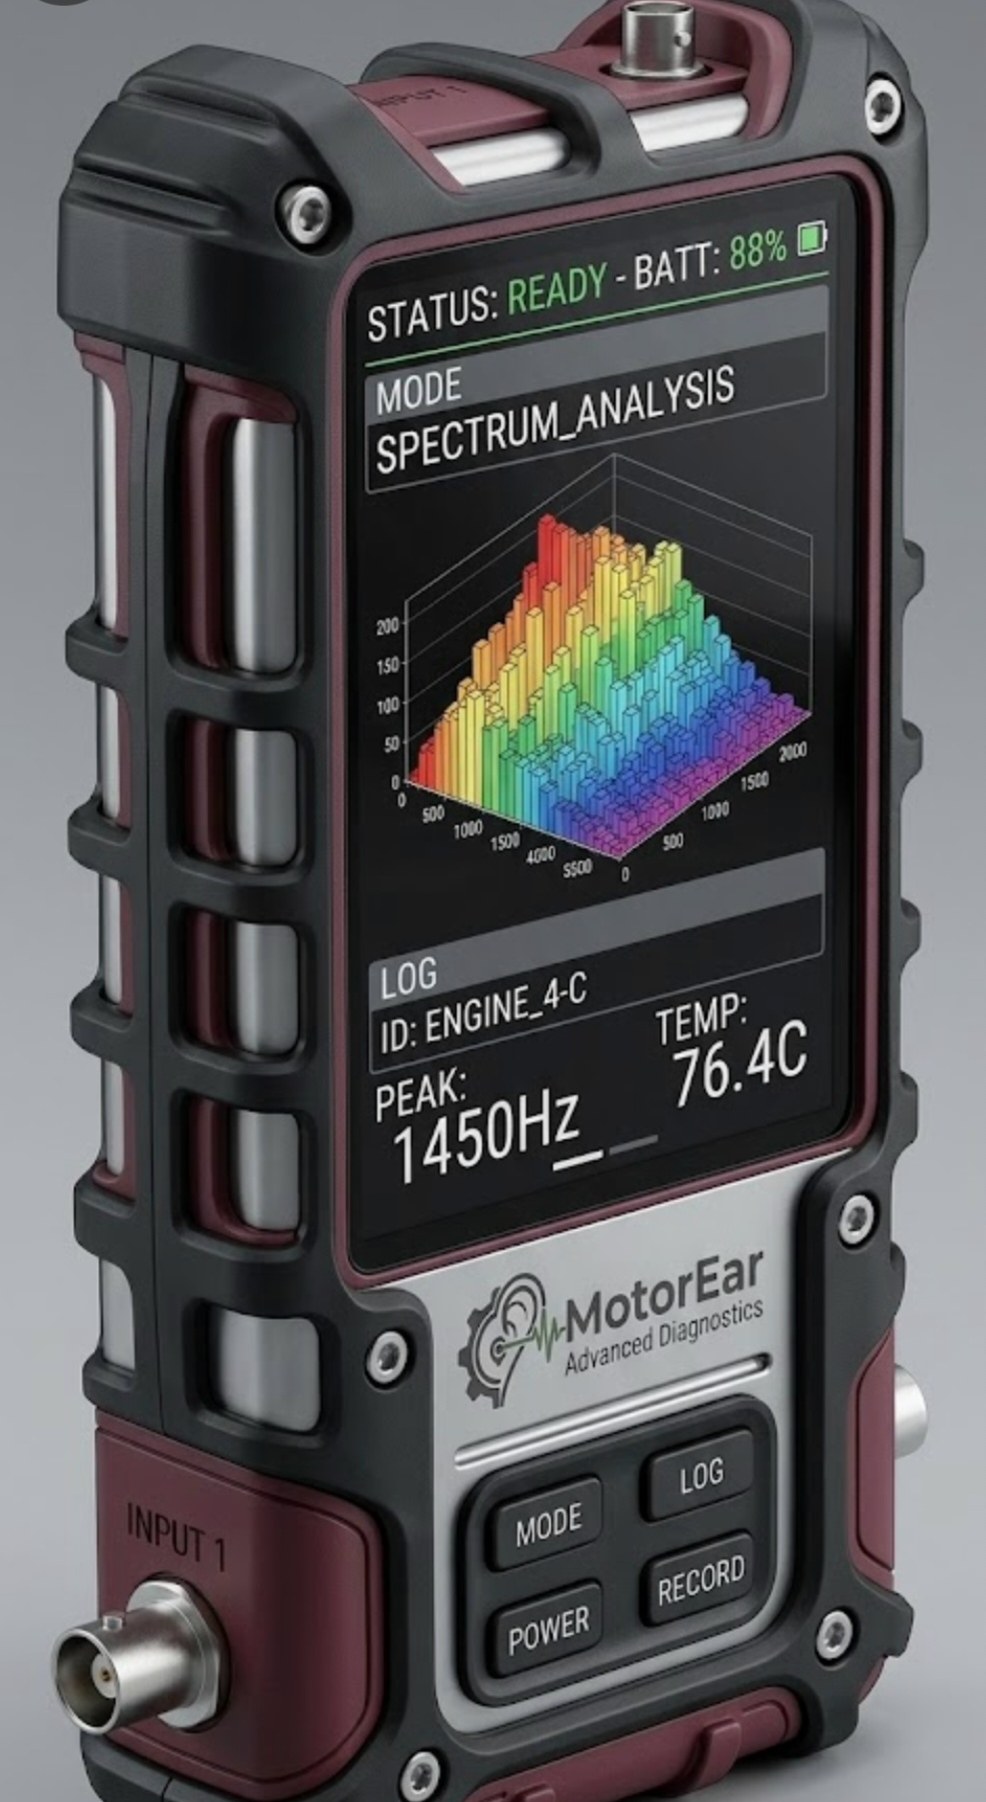 INPUT 1
STATUS: READY - BATT: 88%
MODE
SPECTRUM_ANALYSIS
200
150
100
50
0
0
500
1000
1500
4000
5500
0
500
1000
1500
2000
LOG
ID: ENGINE_4-C
PEAK:
1450Hz
TEMP:
76.4C
MotorEar
Advanced Diagnostics
MODE
LOG
POWER
RECORD
INPUT 1